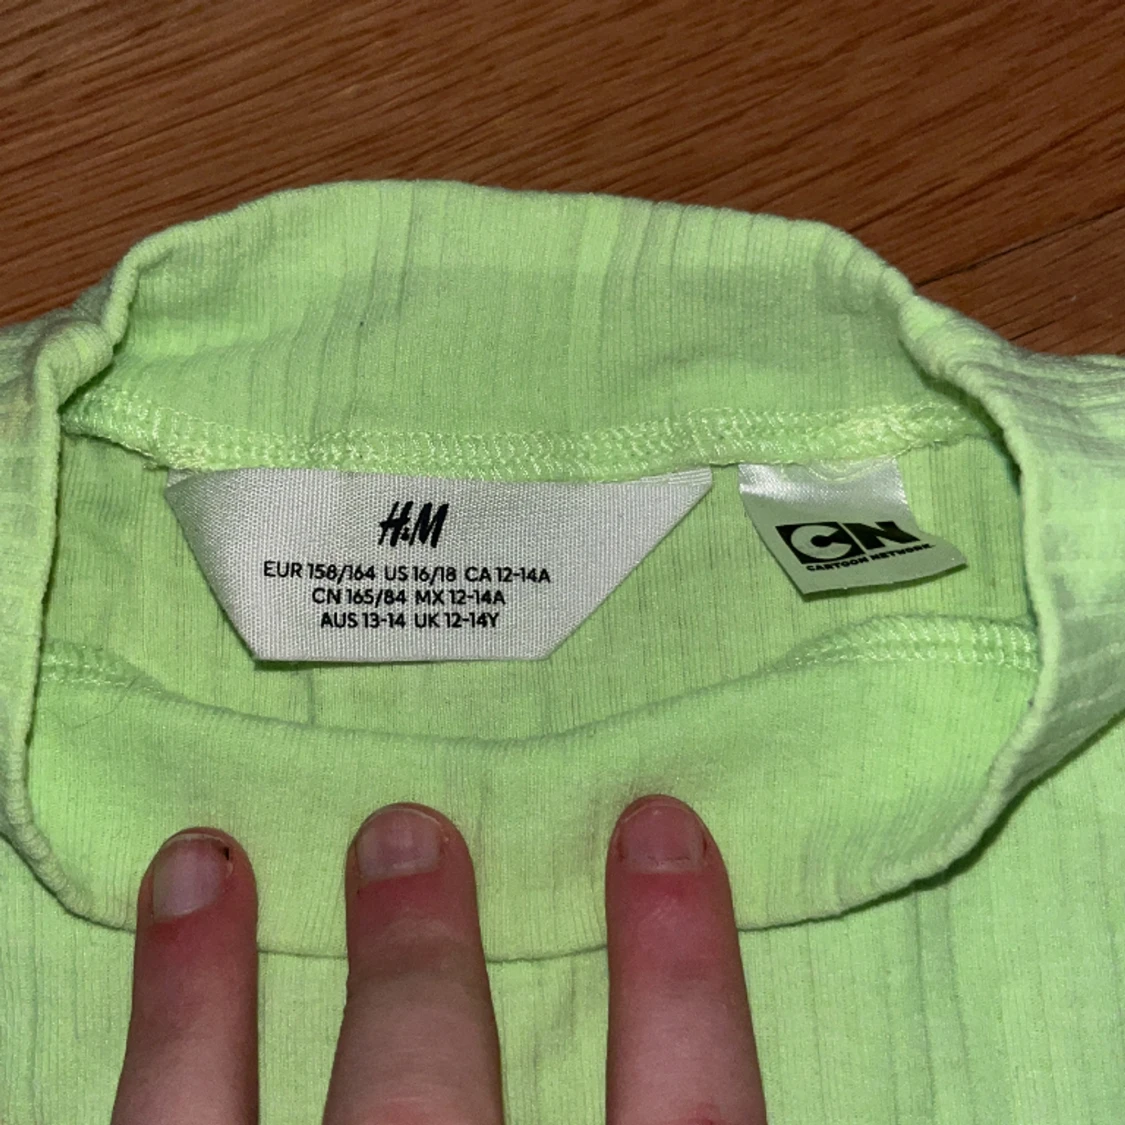 H&M
EUR 158/164 US 16/18 CA 12-14A
CN 165/84 MX 12-14A
AUS 13-14 UK 12-14Y
CN
CARTOON NETWORK